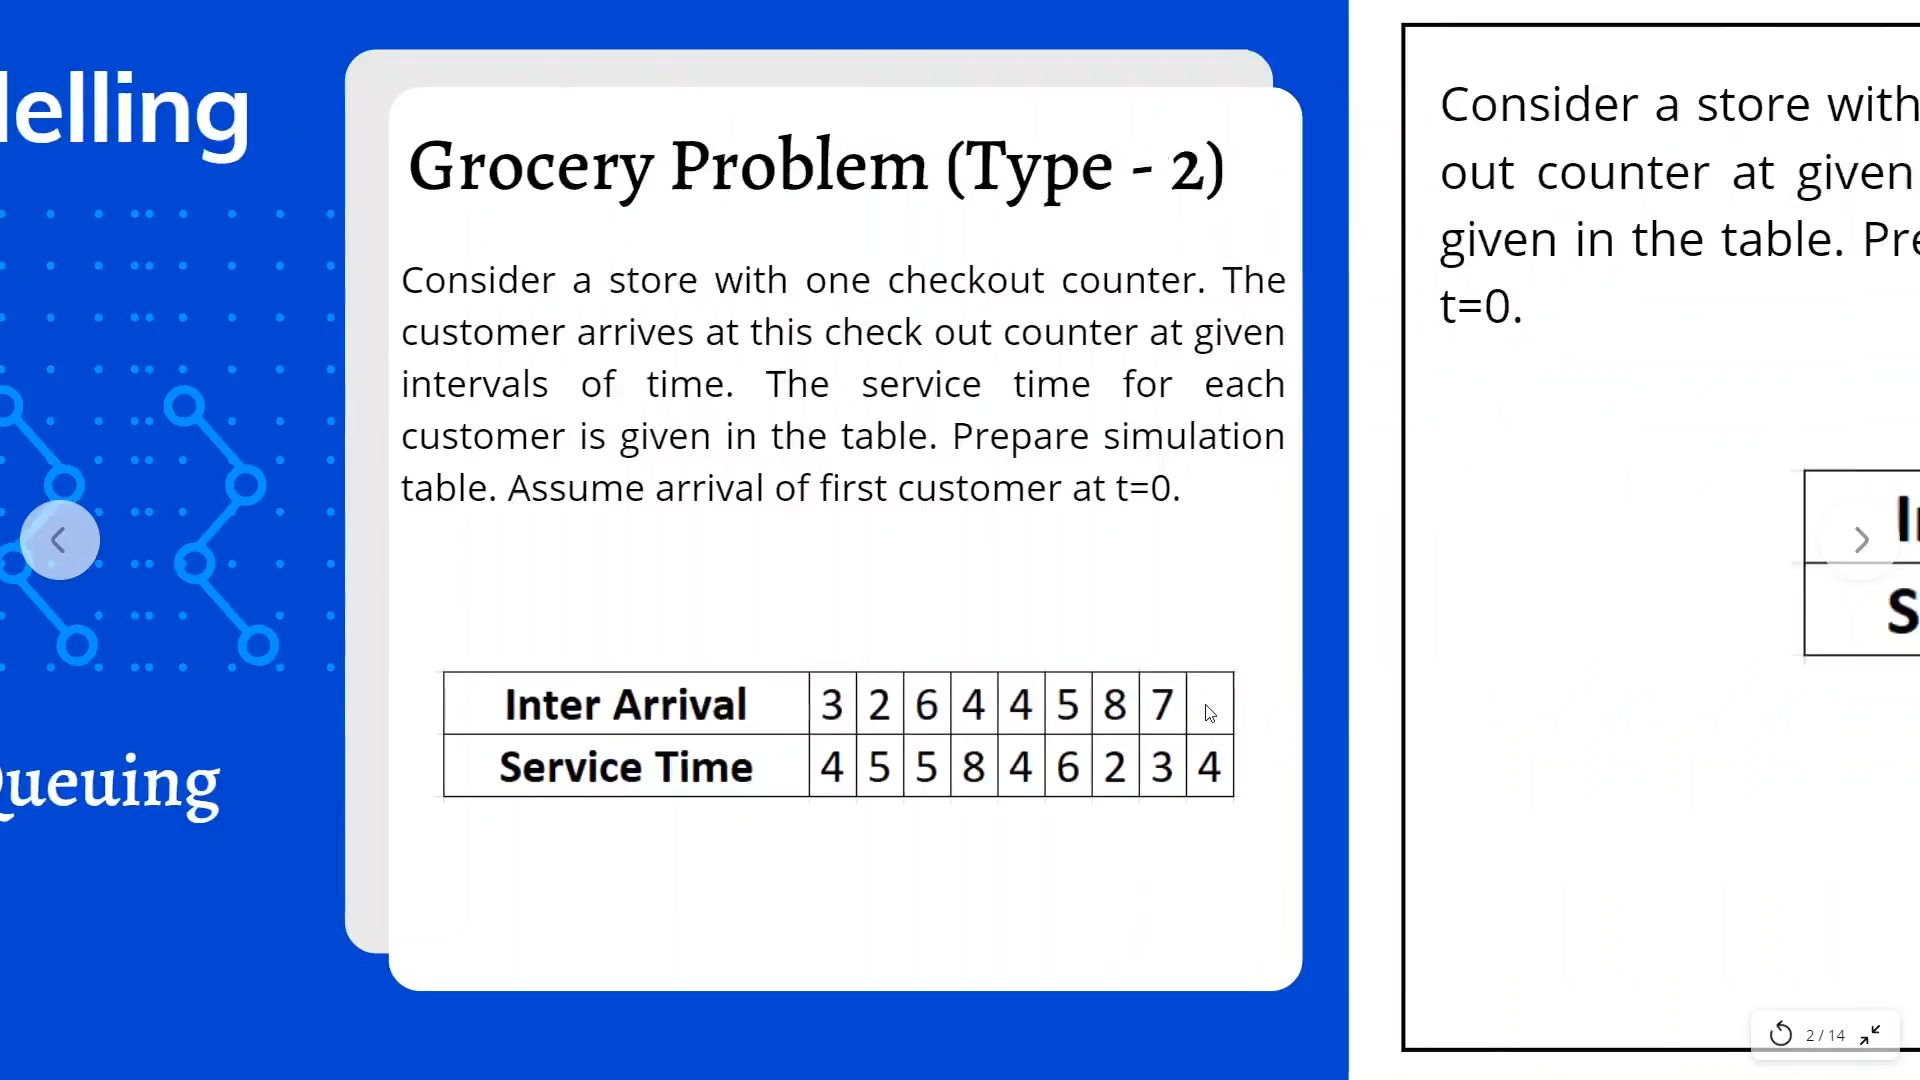 delling
Queuing
Grocery Problem (Type - 2)
Consider a store with one checkout counter. The
customer arrives at this check out counter at given
intervals of time. The service time for each
customer is given in the table. Prepare simulation
table. Assume arrival of first customer at t=0.
Inter Arrival 3 2 6 4 4 5 8 7
Service Time 4 5 5 8 4 6 2 3 4
Consider a store with
out counter at given
given in the table. Pre
t=0.
I
S
2 / 14